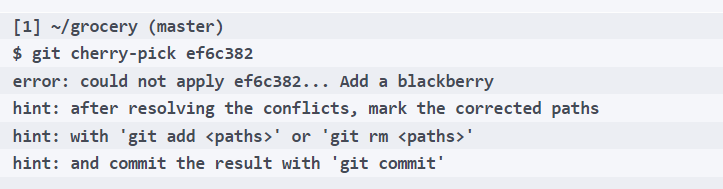 [1] ~/grocery (master)
$ git cherry-pick ef6c382
error: could not apply ef6c382... Add a blackberry
hint: after resolving the conflicts, mark the corrected paths
hint: with 'git add <paths>' or 'git rm <paths>'
hint: and commit the result with 'git commit'